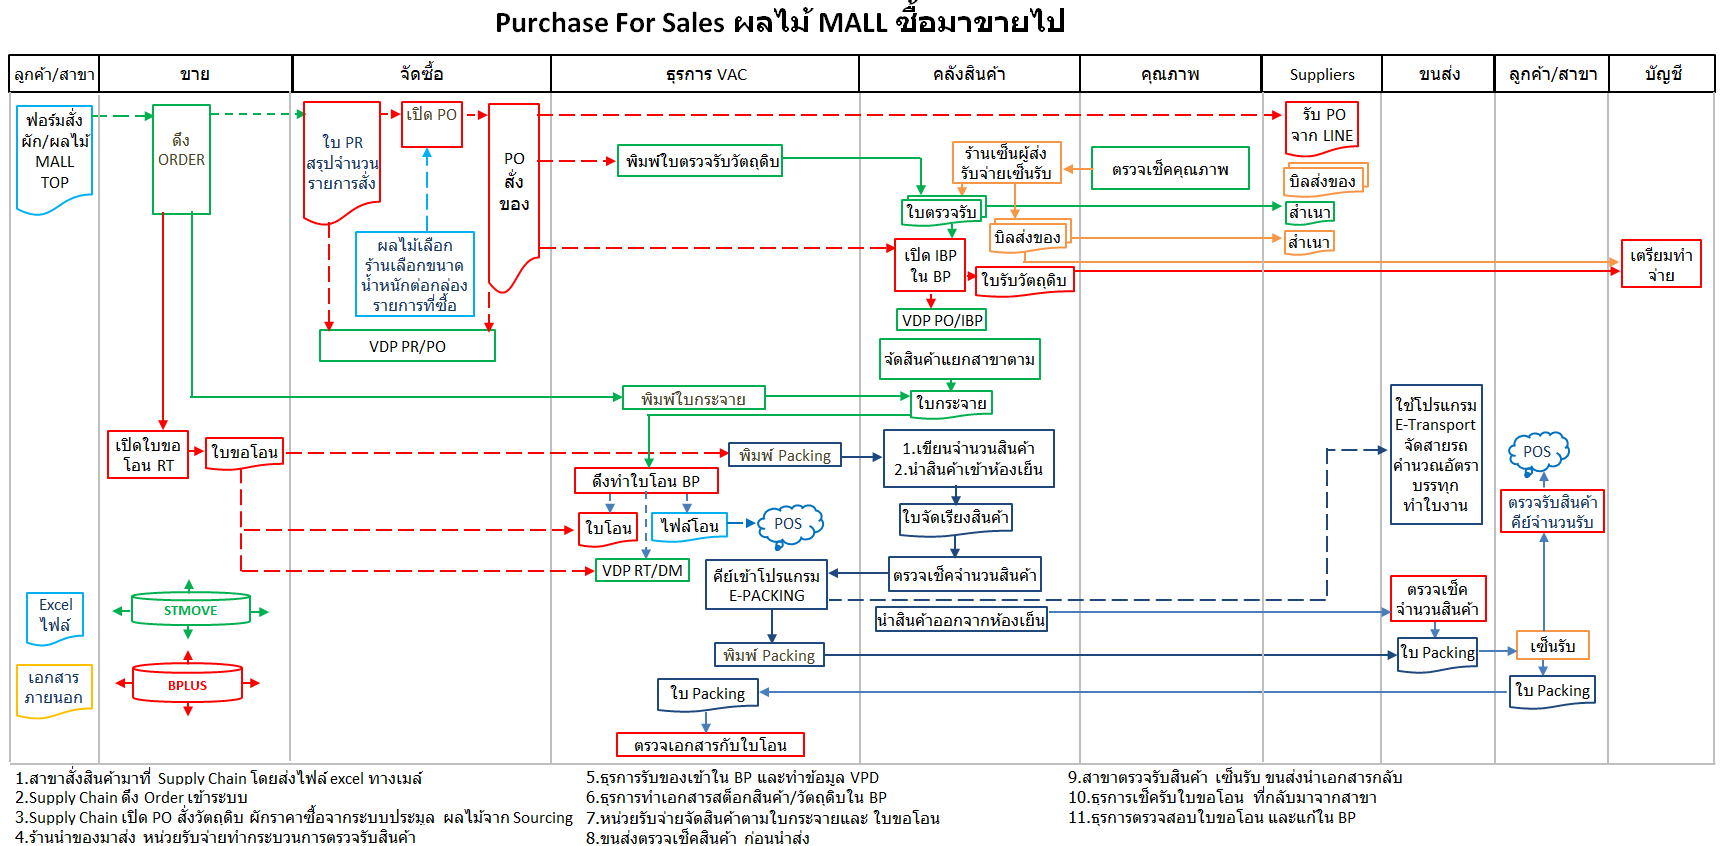 Purchase For Sales ผลไม้ MALL ซื้อมาขายไป
ลูกค้า/สาขา
ขาย
จัดซื้อ
ธุรการ VAC
คลังสินค้า
คุณภาพ
Suppliers
ขนส่ง
ลูกค้า/สาขา
บัญชี
ฟอร์มสั่ง
ผัก/ผลไม้
MALL
TOP
ดึง
ORDER
ใบ PR
สรุปจำนวน
รายการสั่ง
เปิด PO
PO
สั่ง
ของ
ผลไม้เลือก
ร้านเลือกขนาด
น้ำหนักต่อกล่อง
รายการที่ซื้อ
VDP PR/PO
พิมพ์ใบตรวจรับวัตถุดิบ
ร้านเซ็นผู้ส่ง
รับจ่ายเซ็นรับ
ตรวจเช็คคุณภาพ
รับ PO
จาก LINE
บิลส่งของ
ใบตรวจรับ
สำเนา
บิลส่งของ
สำเนา
เปิด IBP
ใน BP
ใบรับวัตถุดิบ
เตรียมทำ
จ่าย
VDP PO/IBP
จัดสินค้าแยกสาขาตาม
พิมพ์ใบกระจาย
ใบกระจาย
เปิดใบขอ
โอน RT
ใบขอโอน
พิมพ์ Packing
1.เขียนจำนวนสินค้า
2.นำสินค้าเข้าห้องเย็น
ใช้โปรแกรม
E-Transport
จัดสายรถ
คำนวณอัตรา
บรรทุก
ทำใบงาน
POS
ดึงทำใบโอน BP
ใบโอน
ไฟล์โอน
POS
ใบจัดเรียงสินค้า
ตรวจรับสินค้า
คีย์จำนวนรับ
VDP RT/DM
คีย์เข้าโปรแกรม
E-PACKING
ตรวจเช็คจำนวนสินค้า
Excel
ไฟล์
STMOVE
นำสินค้าออกจากห้องเย็น
ตรวจเช็ค
จำนวนสินค้า
พิมพ์ Packing
ใบ Packing
เซ็นรับ
เอกสาร
ภายนอก
BPLUS
ใบ Packing
ใบ Packing
ตรวจเอกสารกับใบโอน
1.สาขาสั่งสินค้ามาที่ Supply Chain โดยส่งไฟล์ excel ทางเมล์
2.Supply Chain ดึง Order เข้าระบบ
3.Supply Chain เปิด PO สั่งวัตถุดิบ ผักราคาซื้อจากระบบประมูล ผลไม้จาก Sourcing
4.ร้านนำของมาส่ง หน่วยรับจ่ายทำกระบวนการตรวจรับสินค้า
5.ธุรการรับของเข้าใน BP และทำข้อมูล VPD
6.ธุรการทำเอกสารสต็อกสินค้า/วัตถุดิบใน BP
7.หน่วยรับจ่ายจัดสินค้าตามใบกระจายและ ใบขอโอน
8.ขนส่งตรวจเช็คสินค้า ก่อนนำส่ง
9.สาขาตรวจรับสินค้า เซ็นรับ ขนส่งนำเอกสารกลับ
10.ธุรการเช็ครับใบขอโอน ที่กลับมาจากสาขา
11.ธุรการตรวจสอบใบขอโอน และแก้ใน BP